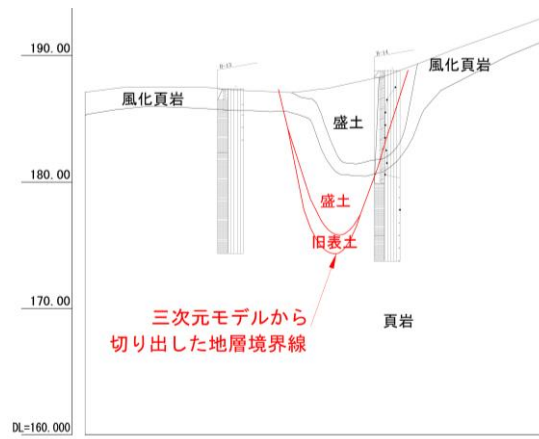 190.00
風化頁岩
風化頁岩
盛土
180.00
盛土
旧表土
170.00
三次元モデルから
切り出した地層境界線
頁岩
DL=160.000